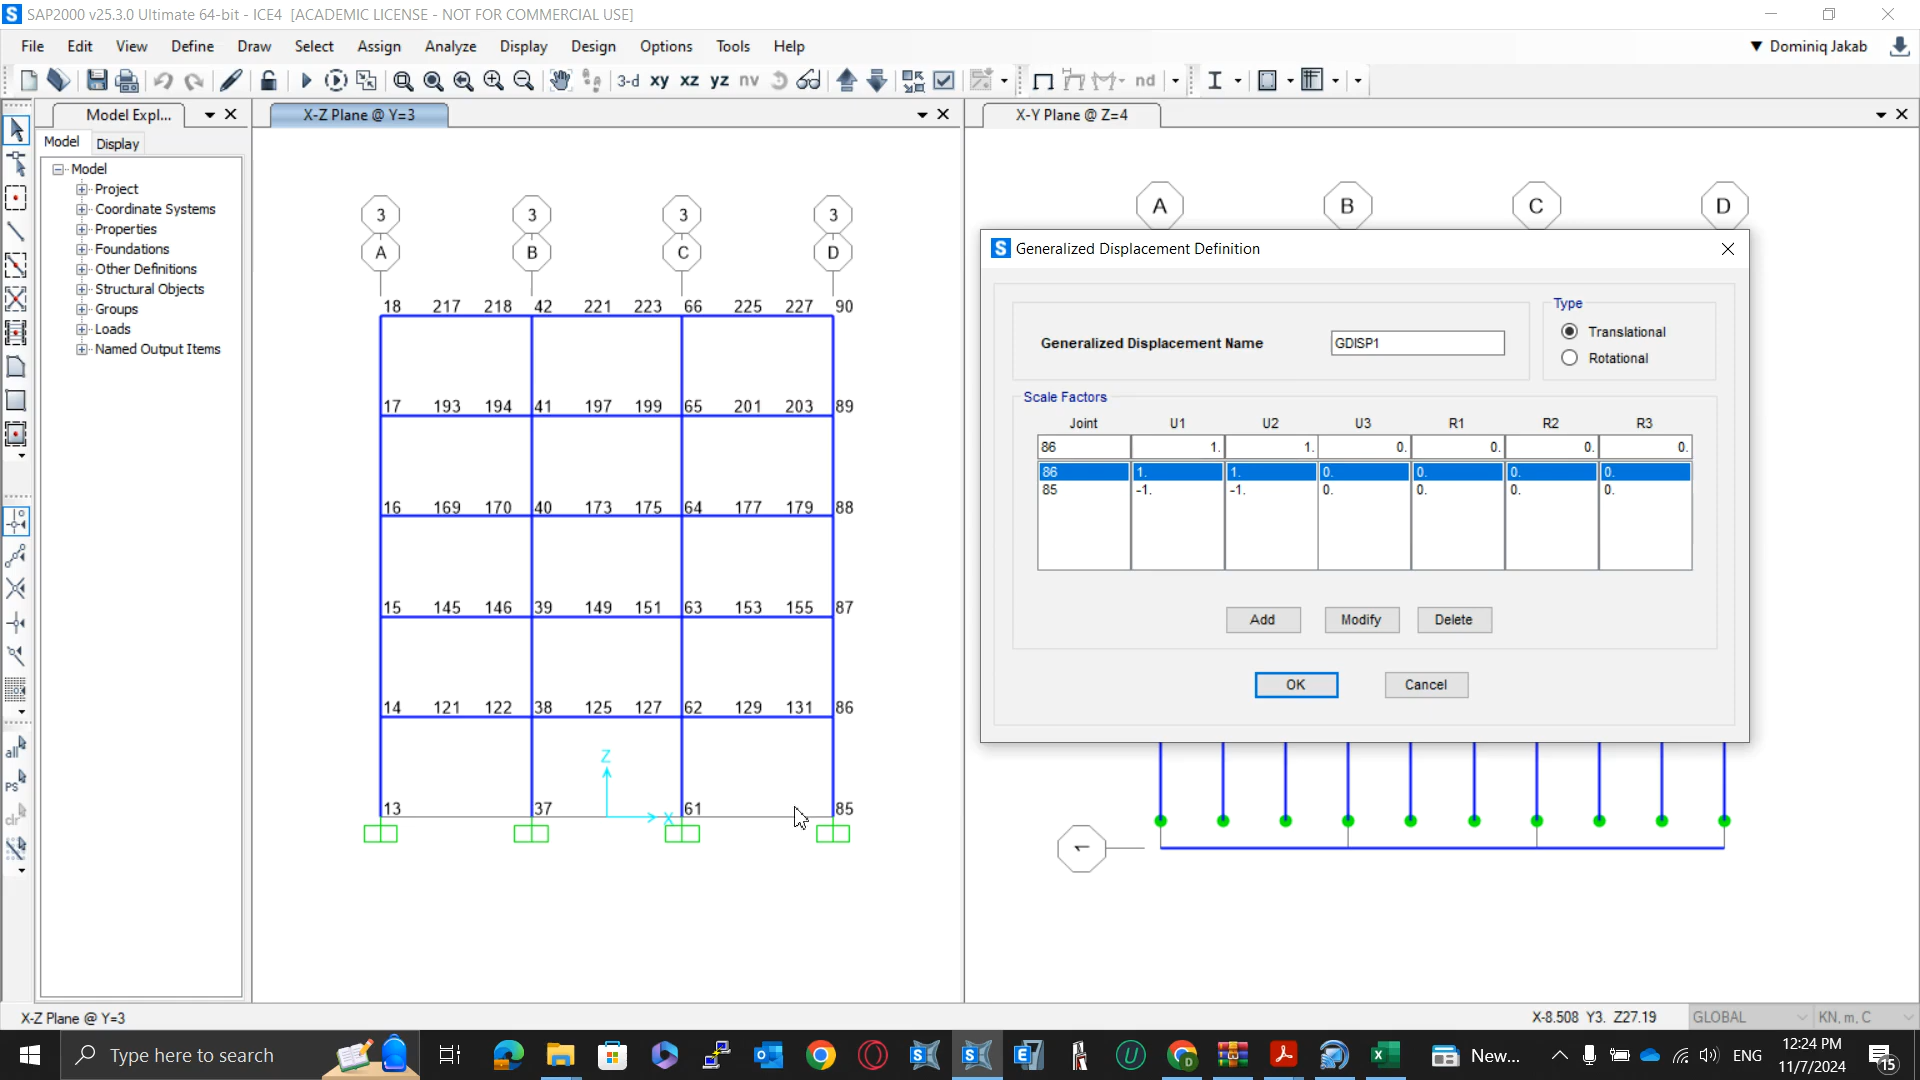 SAP2000 v25.3.0 Ultimate 64-bit - ICE4 [ACADEMIC LICENSE - NOT FOR COMMERCIAL USE]
File Edit View Define Draw Select Assign Analyze Display Design Options Tools Help
Dominiq Jakab
3-d xy xz yz nv nd
Model Expl...
X-Z Plane @ Y=3
X-Y Plane @ Z=4
Model Display
Model
Project
Coordinate Systems
Properties
Foundations
Other Definitions
Structural Objects
Groups
Loads
Named Output Items
all
PS
clr
3 3 3 3
A B C D
18 217 218 42 221 223 66 225 227 90
17 193 194 41 197 199 65 201 203 89
16 169 170 40 173 175 64 177 179 88
15 145 146 39 149 151 63 153 155 87
14 121 122 38 125 127 62 129 131 86
Z
13 37 X 61 85
A B C D
1
Generalized Displacement Definition
Generalized Displacement Name GDISP1
Type
Translational
Rotational
Scale Factors
Joint U1 U2 U3 R1 R2 R3
86 1. 1. 0. 0. 0. 0.
86 1. 1. 0. 0. 0. 0.
85 -1. -1. 0. 0. 0. 0.
Add Modify Delete
OK Cancel
X-Z Plane @ Y=3
X-8.508 Y3. Z27.19
GLOBAL
KN, m, C
Type here to search
New...
ENG
12:24 PM
11/7/2024
15